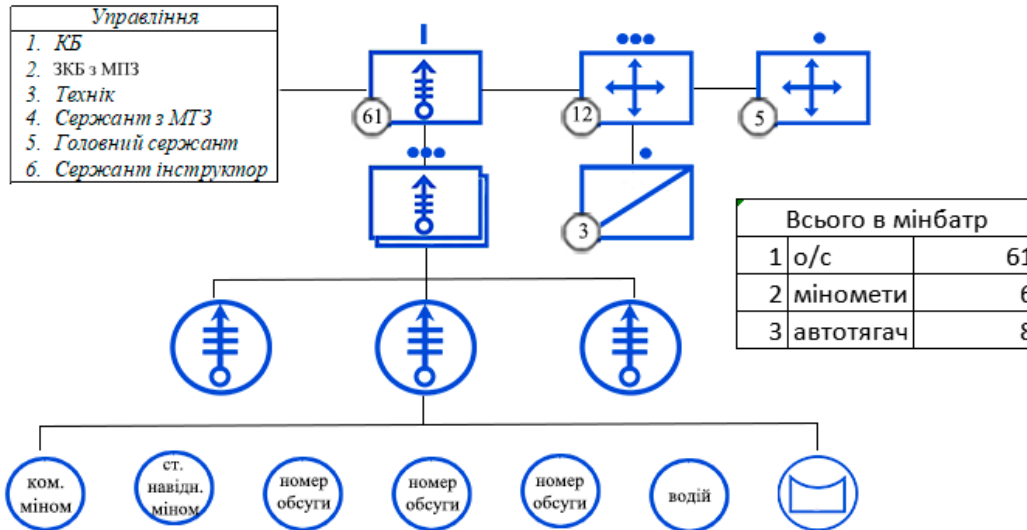 Управління
1. КБ
2. ЗКБ з МПЗ
3. Технік
4. Сержант з МТЗ
5. Головний сержант
6. Сержант інструктор
61
12
5
3
Всього в мінбатр
1 о/с 61
2 міномети 6
3 автотягач 8
ком.
міном
ст.
навідн.
міном
номер
обсуги
номер
обсуги
номер
обсуги
водій